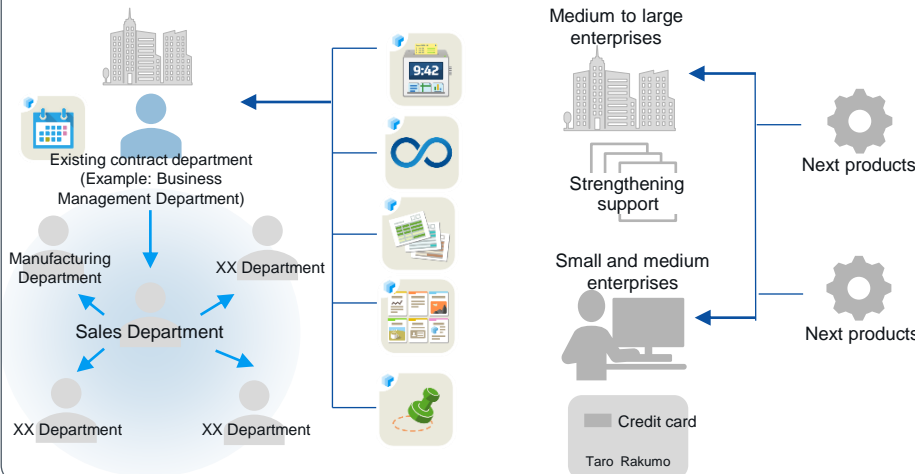 9:42
Existing contract department
(Example: Business
Management Department)
Manufacturing
Department
XX Department
Sales Department
XX Department
XX Department
Medium to large
enterprises
Strengthening
support
Next products
Small and medium
enterprises
Next products
Credit card
Taro Rakumo